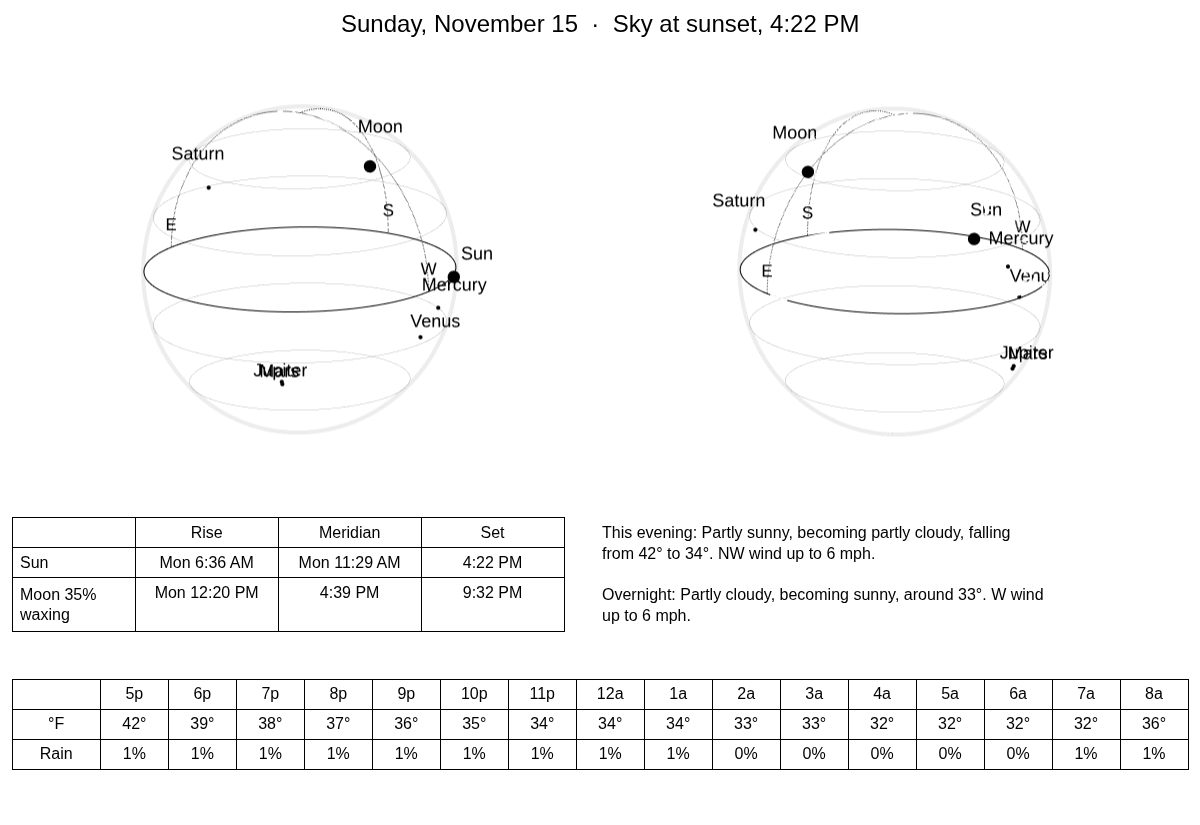 Sunday, November 15 · Sky at sunset, 4:22 PM
Moon
Saturn
E
S
W
Sun
Mercury
Venus
Jupiter
Mars
Moon
Saturn
S
E
Sun
W
Mercury
Venu
Jupiter
Mars
Rise Meridian Set
Sun Mon 6:36 AM Mon 11:29 AM 4:22 PM
Moon 35% Mon 12:20 PM 4:39 PM 9:32 PM
waxing
This evening: Partly sunny, becoming partly cloudy, falling
from 42° to 34°. NW wind up to 6 mph.
Overnight: Partly cloudy, becoming sunny, around 33°. W wind
up to 6 mph.
5p 6p 7p 8p 9p 10p 11p 12a 1a 2a 3a 4a 5a 6a 7a 8a
°F 42° 39° 38° 37° 36° 35° 34° 34° 34° 33° 33° 32° 32° 32° 32° 36°
Rain 1% 1% 1% 1% 1% 1% 1% 1% 1% 0% 0% 0% 0% 0% 1% 1%